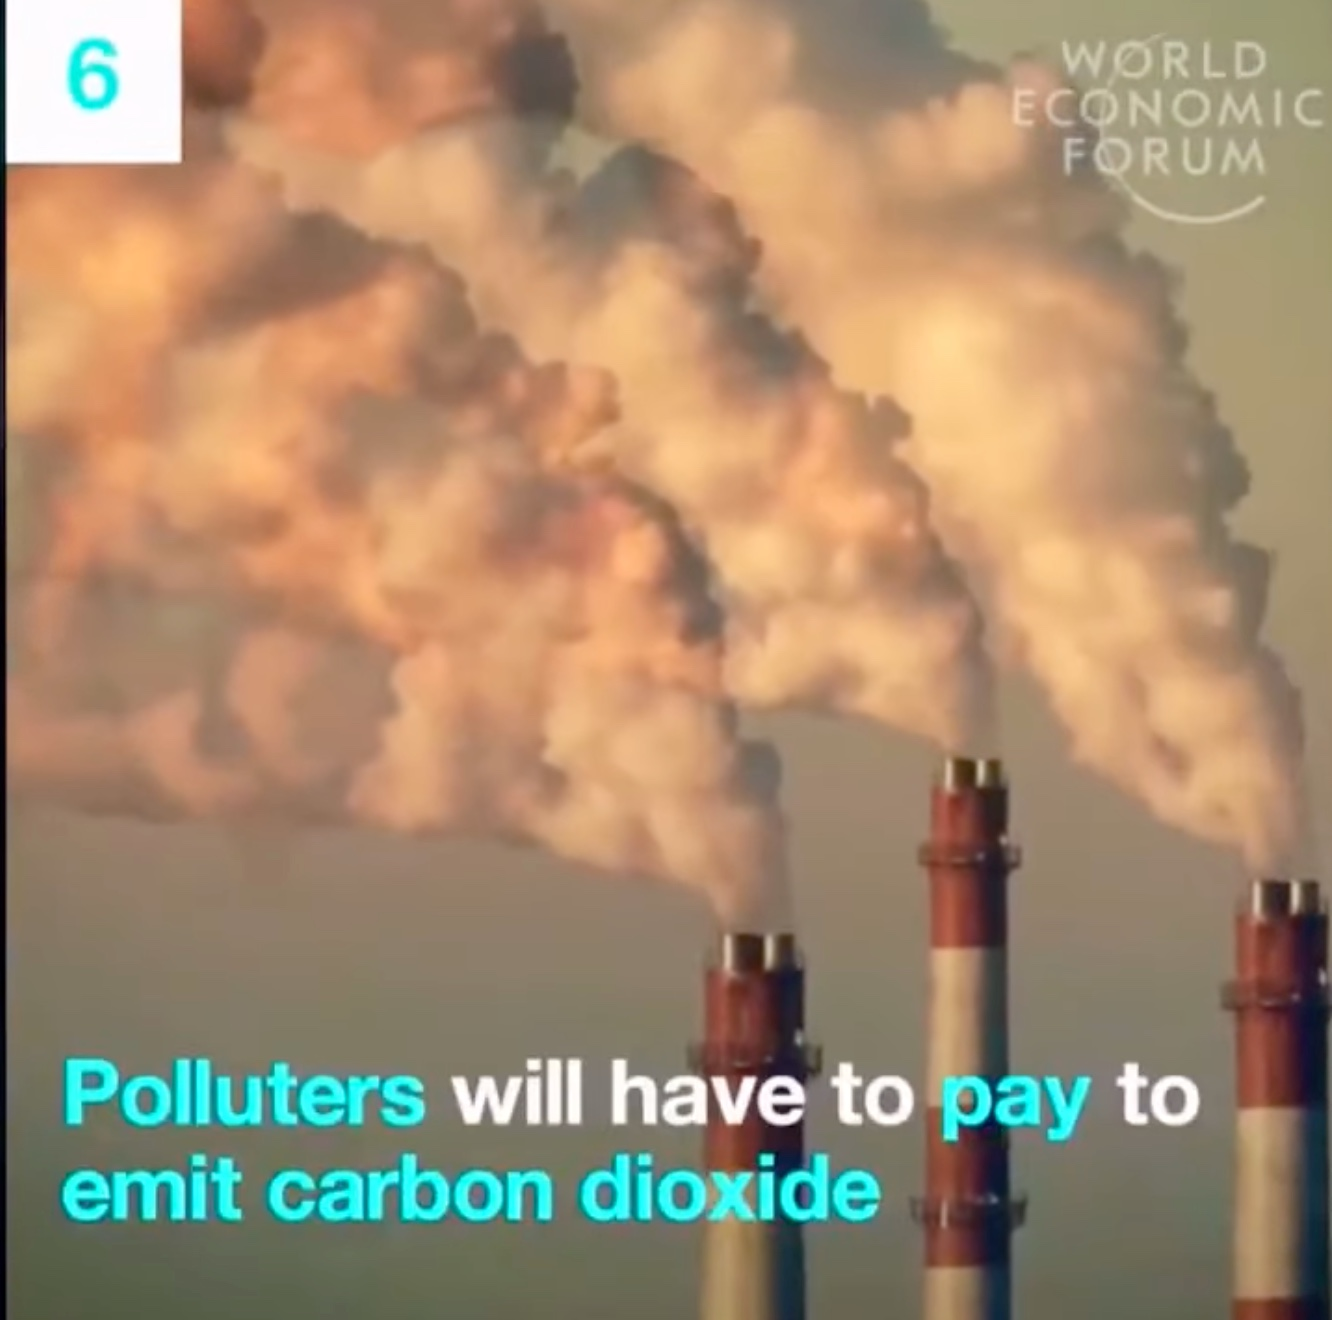 6
WORLD
ECONOMIC
FORUM
Polluters will have to pay to
emit carbon dioxide